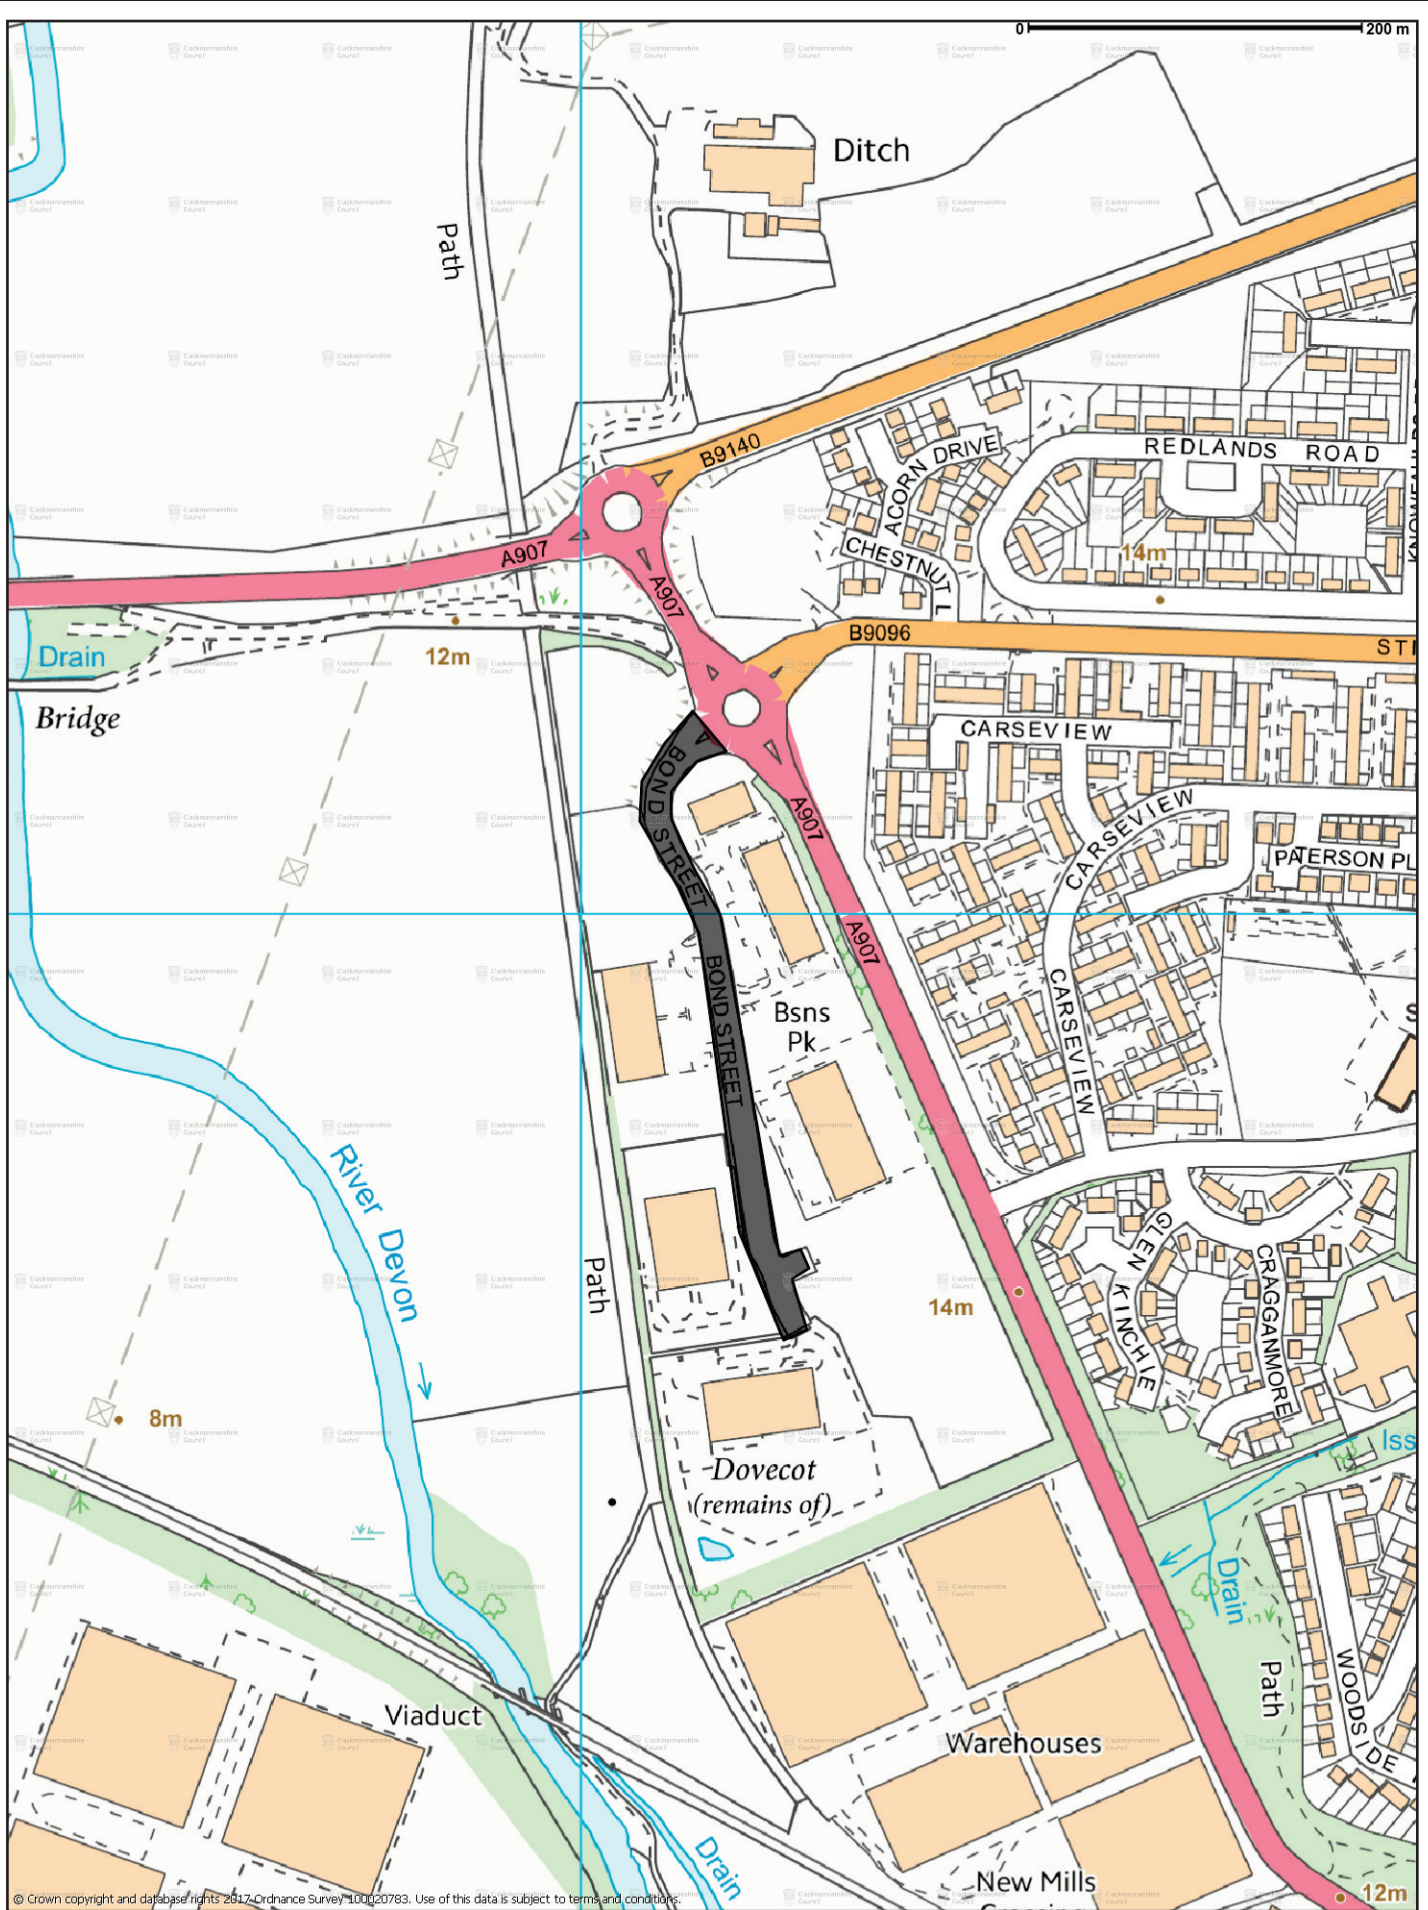 0 200 m
Ditch
Path
B9140
ACORN DRIVE
REDLANDS ROAD
A907
CHESTNUT L
14m
A907
B9096
Drain
12m
Bridge
CARSEVIEW
BOND STREET
A907
CARSEVIEW
PATERSON PL
BOND STREET
A907
CARSEVIEW
Bsns
Pk
River Devon
Path
14m
GLEN KINCHIE
CRAGGANMORE
8m
Iss
Dovecot
(remains of)
Drain
Path
WOODSIDE
Viaduct
Warehouses
Drain
New Mills
12m
© Crown copyright and database rights 2017 Ordnance Survey 100020783. Use of this data is subject to terms and conditions.
Clackmannanshire
Council